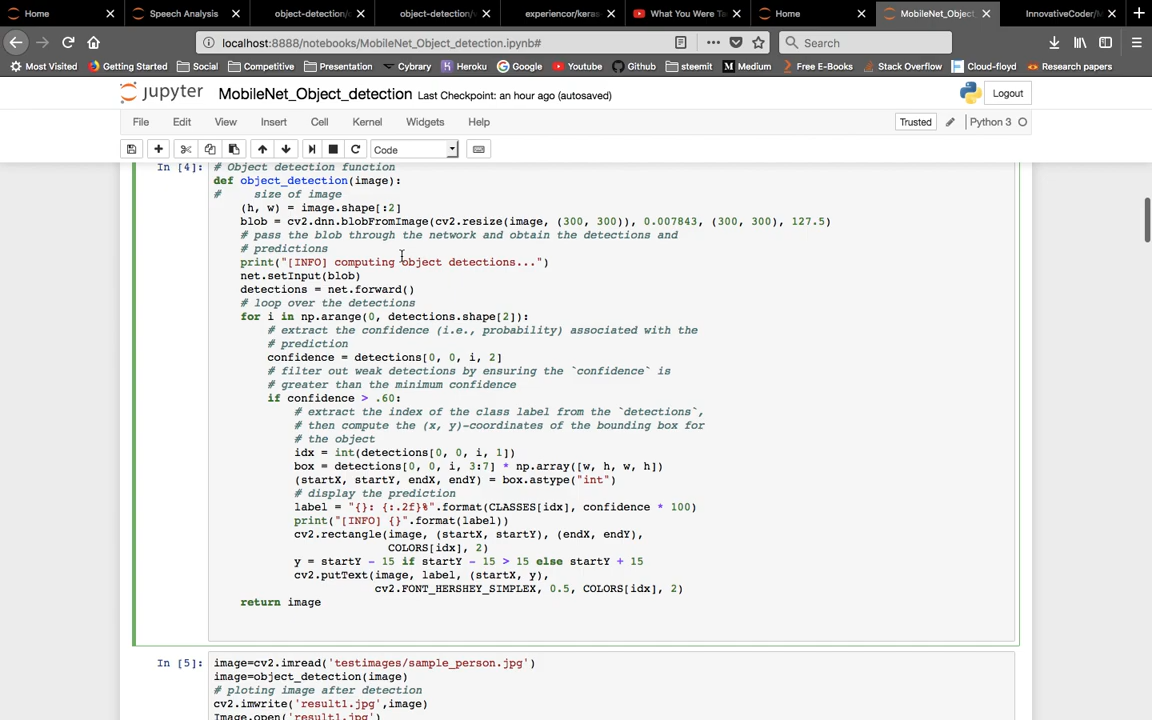 Home
Speech Analysis
object-detection/
object-detection/
experiencor/keras
What You Were Ta
Home
MobileNet_Object
InnovativeCoder/M
localhost:8888/notebooks/MobileNet_Object_detection.ipynb#
Search
Most Visited
Getting Started
Social
Competitive
Presentation
Cybrary
Heroku
Google
Youtube
Github
steemit
Medium
Free E-Books
Stack Overflow
Cloud-floyd
Research papers
jupyter
MobileNet_Object_detection
Last Checkpoint: an hour ago (autosaved)
Logout
File
Edit
View
Insert
Cell
Kernel
Widgets
Help
Trusted
Python 3
Code
In [4]:
# Object detection function
def object_detection(image):
#    size of image
    (h, w) = image.shape[:2]
    blob = cv2.dnn.blobFromImage(cv2.resize(image, (300, 300)), 0.007843, (300, 300), 127.5)
    # pass the blob through the network and obtain the detections and
    # predictions
    print("[INFO] computing object detections...")
    net.setInput(blob)
    detections = net.forward()
    # loop over the detections
    for i in np.arange(0, detections.shape[2]):
        # extract the confidence (i.e., probability) associated with the
        # prediction
        confidence = detections[0, 0, i, 2]
        # filter out weak detections by ensuring the `confidence` is
        # greater than the minimum confidence
        if confidence > .60:
            # extract the index of the class label from the `detections`,
            # then compute the (x, y)-coordinates of the bounding box for
            # the object
            idx = int(detections[0, 0, i, 1])
            box = detections[0, 0, i, 3:7] * np.array([w, h, w, h])
            (startX, startY, endX, endY) = box.astype("int")
            # display the prediction
            label = "{}: {:.2f}%".format(CLASSES[idx], confidence * 100)
            print("[INFO] {}".format(label))
            cv2.rectangle(image, (startX, startY), (endX, endY),
                          COLORS[idx], 2)
            y = startY - 15 if startY - 15 > 15 else startY + 15
            cv2.putText(image, label, (startX, y),
                        cv2.FONT_HERSHEY_SIMPLEX, 0.5, COLORS[idx], 2)
    return image
In [5]:
image=cv2.imread('testimages/sample_person.jpg')
image=object_detection(image)
# ploting image after detection
cv2.imwrite('result1.jpg',image)
Image.open('result1.jpg')